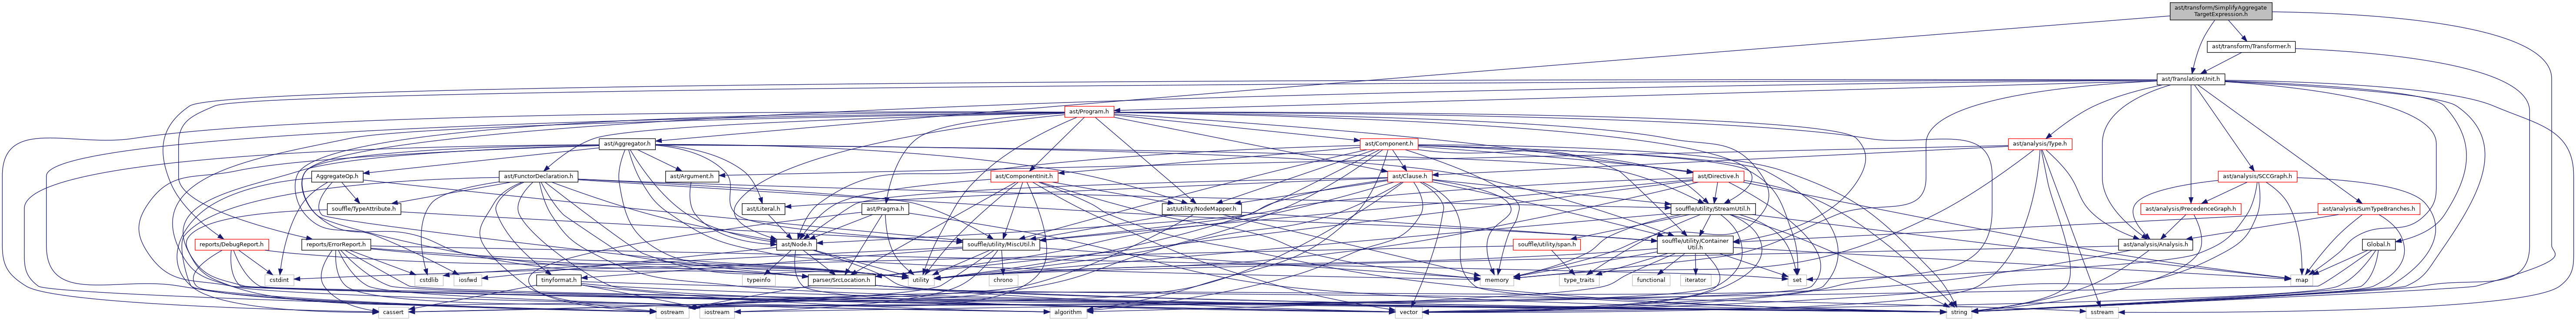 ast/transform/SimplifyAggregate
TargetExpression.h
ast/transform/Transformer.h
ast/TranslationUnit.h
ast/Program.h
ast/Aggregator.h
ast/Component.h
ast/analysis/Type.h
AggregateOp.h
ast/FunctorDeclaration.h
ast/Argument.h
ast/ComponentInit.h
ast/Clause.h
ast/Directive.h
ast/analysis/SCCGraph.h
souffle/TypeAttribute.h
ast/Literal.h
ast/Pragma.h
ast/utility/NodeMapper.h
souffle/utility/StreamUtil.h
ast/analysis/PrecedenceGraph.h
ast/analysis/SumTypeBranches.h
reports/DebugReport.h
reports/ErrorReport.h
ast/Node.h
souffle/utility/MiscUtil.h
souffle/utility/span.h
souffle/utility/Container
Util.h
ast/analysis/Analysis.h
Global.h
cstdint
cstdlib
iosfwd
tinyformat.h
typeinfo
parser/SrcLocation.h
utility
chrono
memory
type_traits
functional
iterator
set
map
cassert
ostream
iostream
algorithm
vector
string
sstream